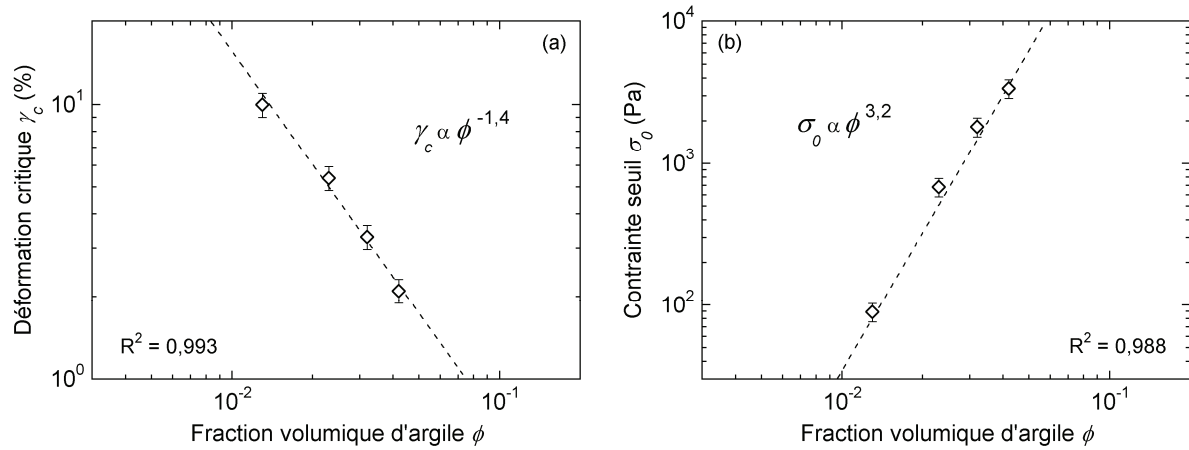 (a)
Déformation critique γc (%)
10^1
10^0
γc α ϕ^-1,4
R² = 0,993
10^-2
10^-1
Fraction volumique d'argile ϕ
(b)
Contrainte seuil σ0 (Pa)
10^4
10^3
10^2
σ0 α ϕ^3,2
R² = 0,988
10^-2
10^-1
Fraction volumique d'argile ϕ